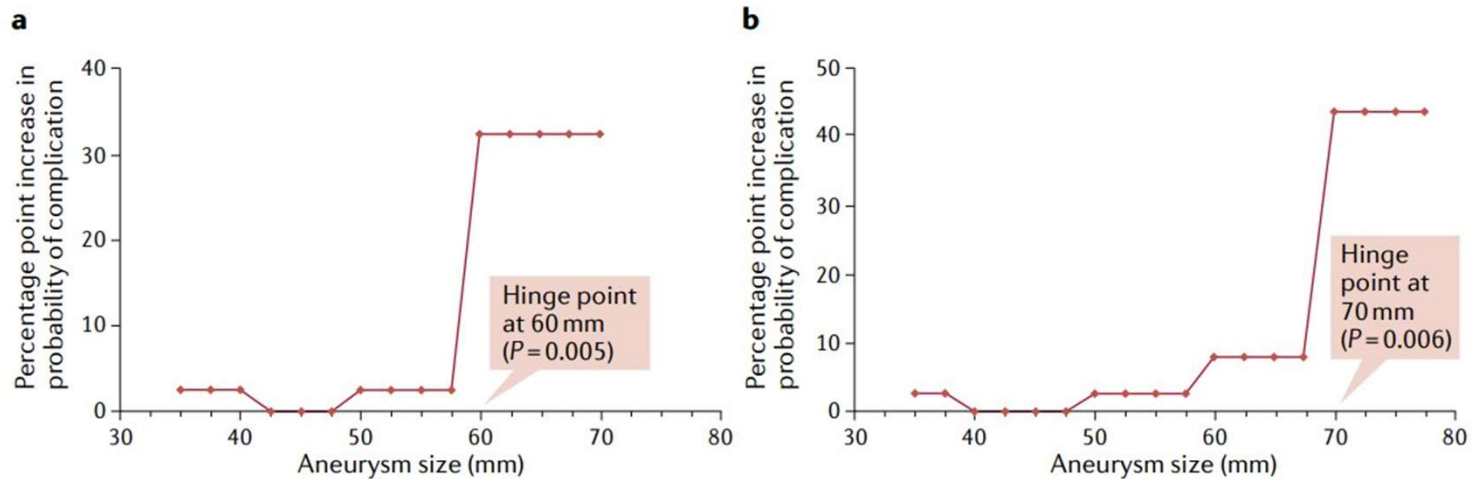 a
Percentage point increase in
probability of complication
40
30
20
10
0
30 40 50 60 70 80
Aneurysm size (mm)
Hinge point
at 60 mm
(P = 0.005)
b
Percentage point increase in
probability of complication
50
40
30
20
10
0
30 40 50 60 70 80
Aneurysm size (mm)
Hinge
point at
70 mm
(P = 0.006)